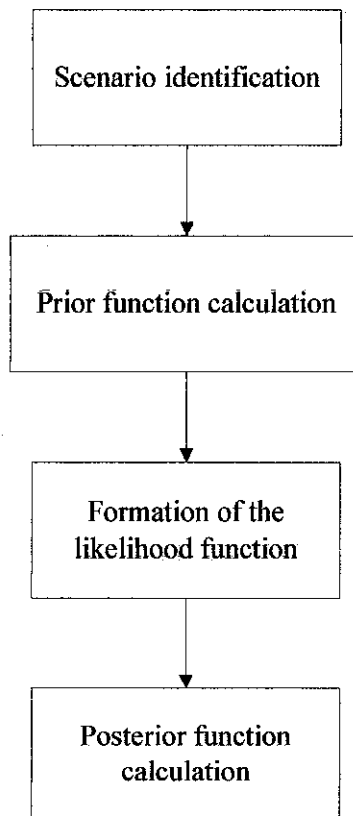 Scenario identification
Prior function calculation
Formation of the
likelihood function
Posterior function
calculation